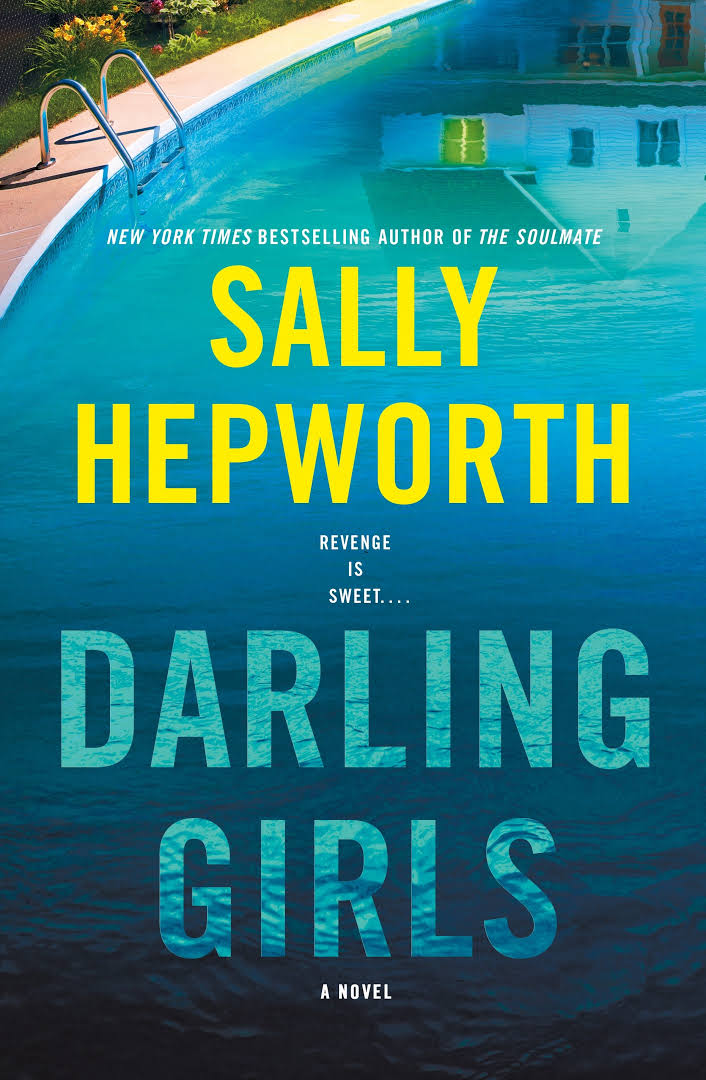 NEW YORK TIMES BESTSELLING AUTHOR OF THE SOULMATE
SALLY
HEPWORTH
REVENGE
IS
SWEET....
DARLING
GIRLS
A NOVEL